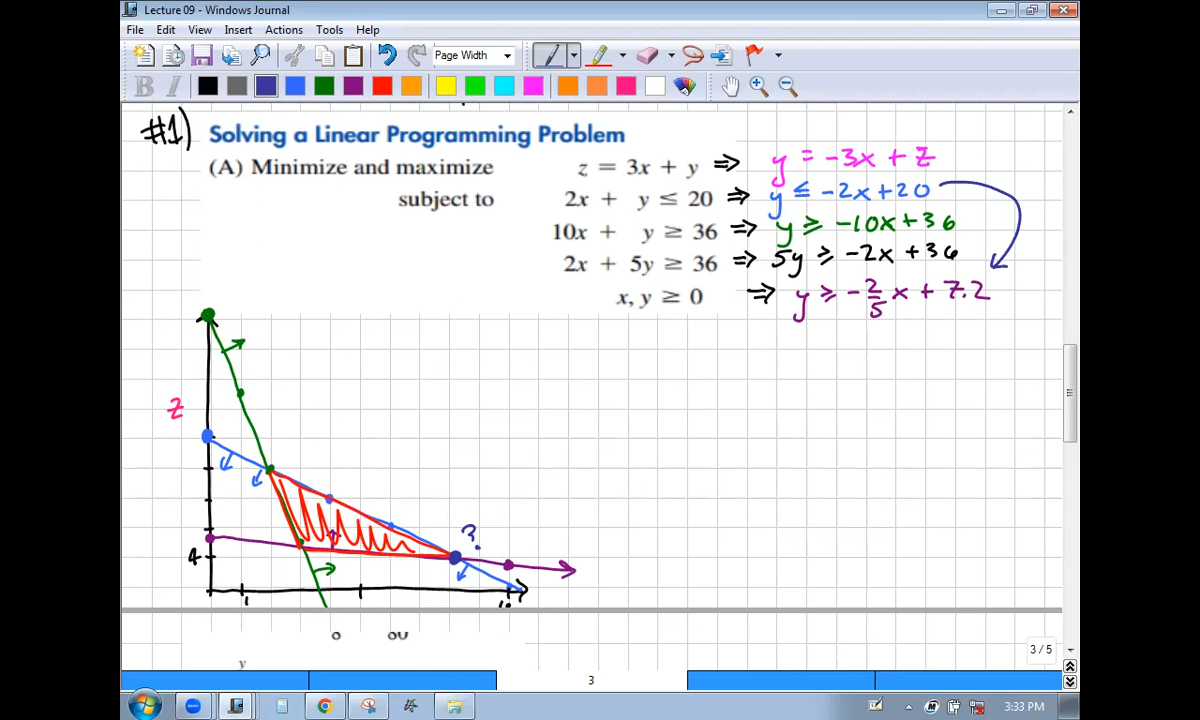 Lecture 09 - Windows Journal
File Edit View Insert Actions Tools Help
Page Width
B I
#1) Solving a Linear Programming Problem
(A) Minimize and maximize z = 3x + y ⇒ y = -3x + z
subject to 2x + y ≤ 20 ⇒ y ≤ -2x + 20
10x + y ≥ 36 ⇒ y ≥ -10x + 36
2x + 5y ≥ 36 ⇒ 5y ≥ -2x + 36
x, y ≥ 0 ⇒ y ≥ -2/5 x + 7.2
z
?
4
1
3 / 5
y
3
3:33 PM